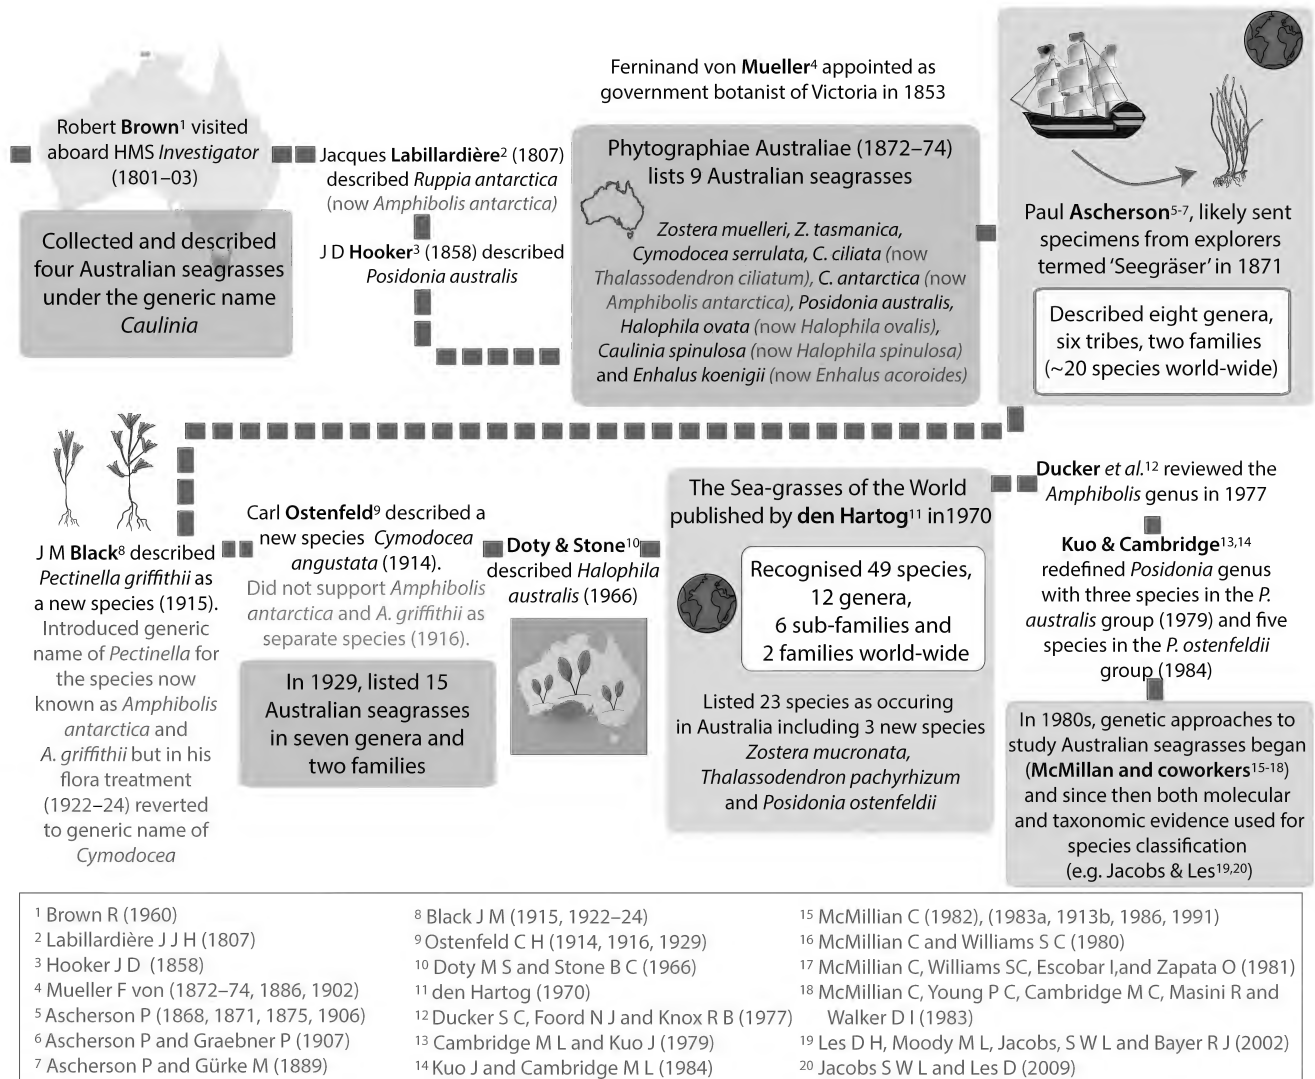 Robert Brown¹ visited
aboard HMS Investigator
(1801–03)
Collected and described
four Australian seagrasses
under the generic name
Caulinia
Jacques Labillardière² (1807)
described Ruppia antarctica
(now Amphibolis antarctica)
J D Hooker³ (1858) described
Posidonia australis
Ferninand von Mueller⁴ appointed as
government botanist of Victoria in 1853
Phytographiae Australiae (1872–74)
lists 9 Australian seagrasses
Zostera muelleri, Z. tasmanica,
Cymodocea serrulata, C. ciliata (now
Thalassodendron ciliatum), C. antarctica (now
Amphibolis antarctica), Posidonia australis,
Halophila ovata (now Halophila ovalis),
Caulinia spinulosa (now Halophila spinulosa)
and Enhalus koenigii (now Enhalus acoroides)
Paul Ascherson⁵⁻⁷, likely sent
specimens from explorers
termed ‘Seegräser’ in 1871
Described eight genera,
six tribes, two families
(~20 species world-wide)
J M Black⁸ described
Pectinella griffithii as
a new species (1915).
Introduced generic
name of Pectinella for
the species now
known as Amphibolis
antarctica and
A. griffithii but in his
flora treatment
(1922–24) reverted
to generic name of
Cymodocea
Carl Ostenfeld⁹ described a
new species Cymodocea
angustata (1914).
Did not support Amphibolis
antarctica and A. griffithii as
separate species (1916).
In 1929, listed 15
Australian seagrasses
in seven genera and
two families
Doty & Stone¹⁰
described Halophila
australis (1966)
The Sea-grasses of the World
published by den Hartog¹¹ in1970
Recognised 49 species,
12 genera,
6 sub-families and
2 families world-wide
Listed 23 species as occuring
in Australia including 3 new species
Zostera mucronata,
Thalassodendron pachyrhizum
and Posidonia ostenfeldii
Ducker et al.¹² reviewed the
Amphibolis genus in 1977
Kuo & Cambridge¹³,¹⁴
redefined Posidonia genus
with three species in the P.
australis group (1979) and five
species in the P. ostenfeldii
group (1984)
In 1980s, genetic approaches to
study Australian seagrasses began
(McMillan and coworkers¹⁵⁻¹⁸)
and since then both molecular
and taxonomic evidence used for
species classification
(e.g. Jacobs & Les¹⁹,²⁰)
¹ Brown R (1960)
² Labillardière J J H (1807)
³ Hooker J D (1858)
⁴ Mueller F von (1872–74, 1886, 1902)
⁵ Ascherson P (1868, 1871, 1875, 1906)
⁶ Ascherson P and Graebner P (1907)
⁷ Ascherson P and Gürke M (1889)
⁸ Black J M (1915, 1922–24)
⁹ Ostenfeld C H (1914, 1916, 1929)
¹⁰ Doty M S and Stone B C (1966)
¹¹ den Hartog (1970)
¹² Ducker S C, Foord N J and Knox R B (1977)
¹³ Cambridge M L and Kuo J (1979)
¹⁴ Kuo J and Cambridge M L (1984)
¹⁵ McMillian C (1982), (1983a, 1913b, 1986, 1991)
¹⁶ McMillian C and Williams S C (1980)
¹⁷ McMillian C, Williams SC, Escobar I,and Zapata O (1981)
¹⁸ McMillian C, Young P C, Cambridge M C, Masini R and
Walker D I (1983)
¹⁹ Les D H, Moody M L, Jacobs, S W L and Bayer R J (2002)
²⁰ Jacobs S W L and Les D (2009)